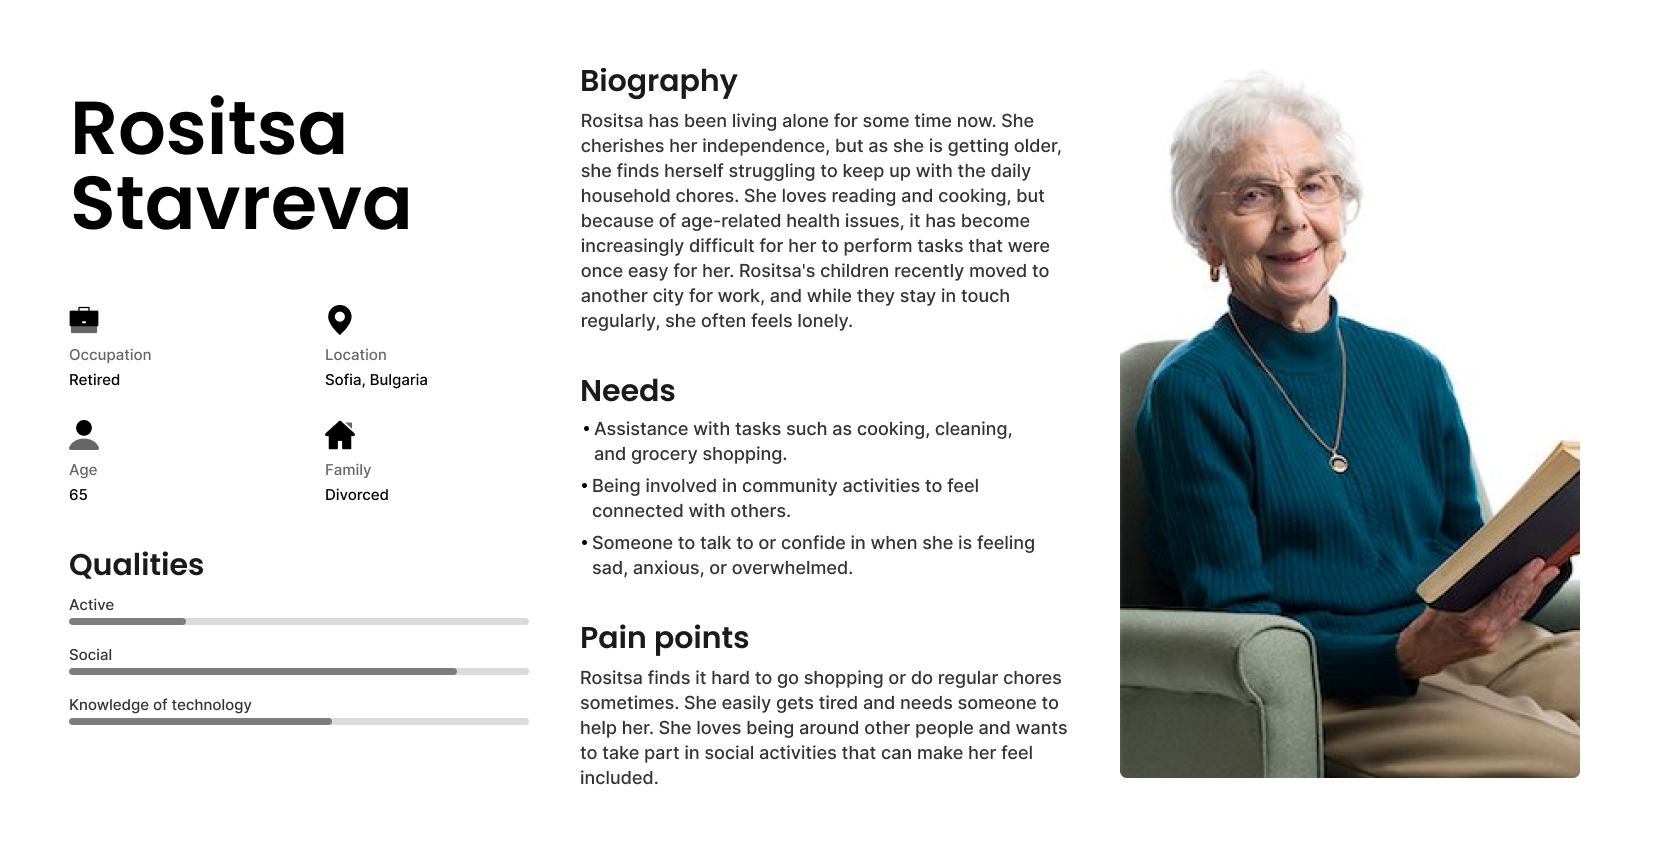 Rositsa
Stavreva
Occupation
Retired
Location
Sofia, Bulgaria
Age
65
Family
Divorced
Qualities
Active
Social
Knowledge of technology
Biography
Rositsa has been living alone for some time now. She
cherishes her independence, but as she is getting older,
she finds herself struggling to keep up with the daily
household chores. She loves reading and cooking, but
because of age-related health issues, it has become
increasingly difficult for her to perform tasks that were
once easy for her. Rositsa's children recently moved to
another city for work, and while they stay in touch
regularly, she often feels lonely.
Needs
• Assistance with tasks such as cooking, cleaning,
and grocery shopping.
• Being involved in community activities to feel
connected with others.
• Someone to talk to or confide in when she is feeling
sad, anxious, or overwhelmed.
Pain points
Rositsa finds it hard to go shopping or do regular chores
sometimes. She easily gets tired and needs someone to
help her. She loves being around other people and wants
to take part in social activities that can make her feel
included.